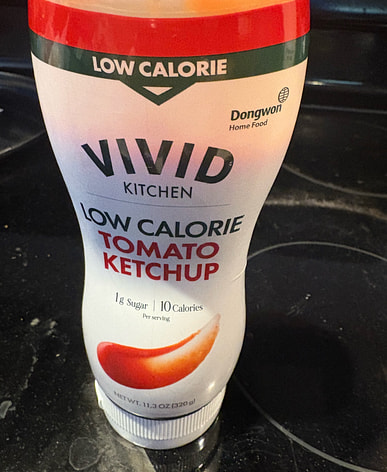 LOW CALORIE
Dongwon
Home Food
VIVID
KITCHEN
LOW CALORIE
TOMATO
KETCHUP
1g Sugar | 10 Calories
Per serving
NET WT. 11.3 OZ (320 g)